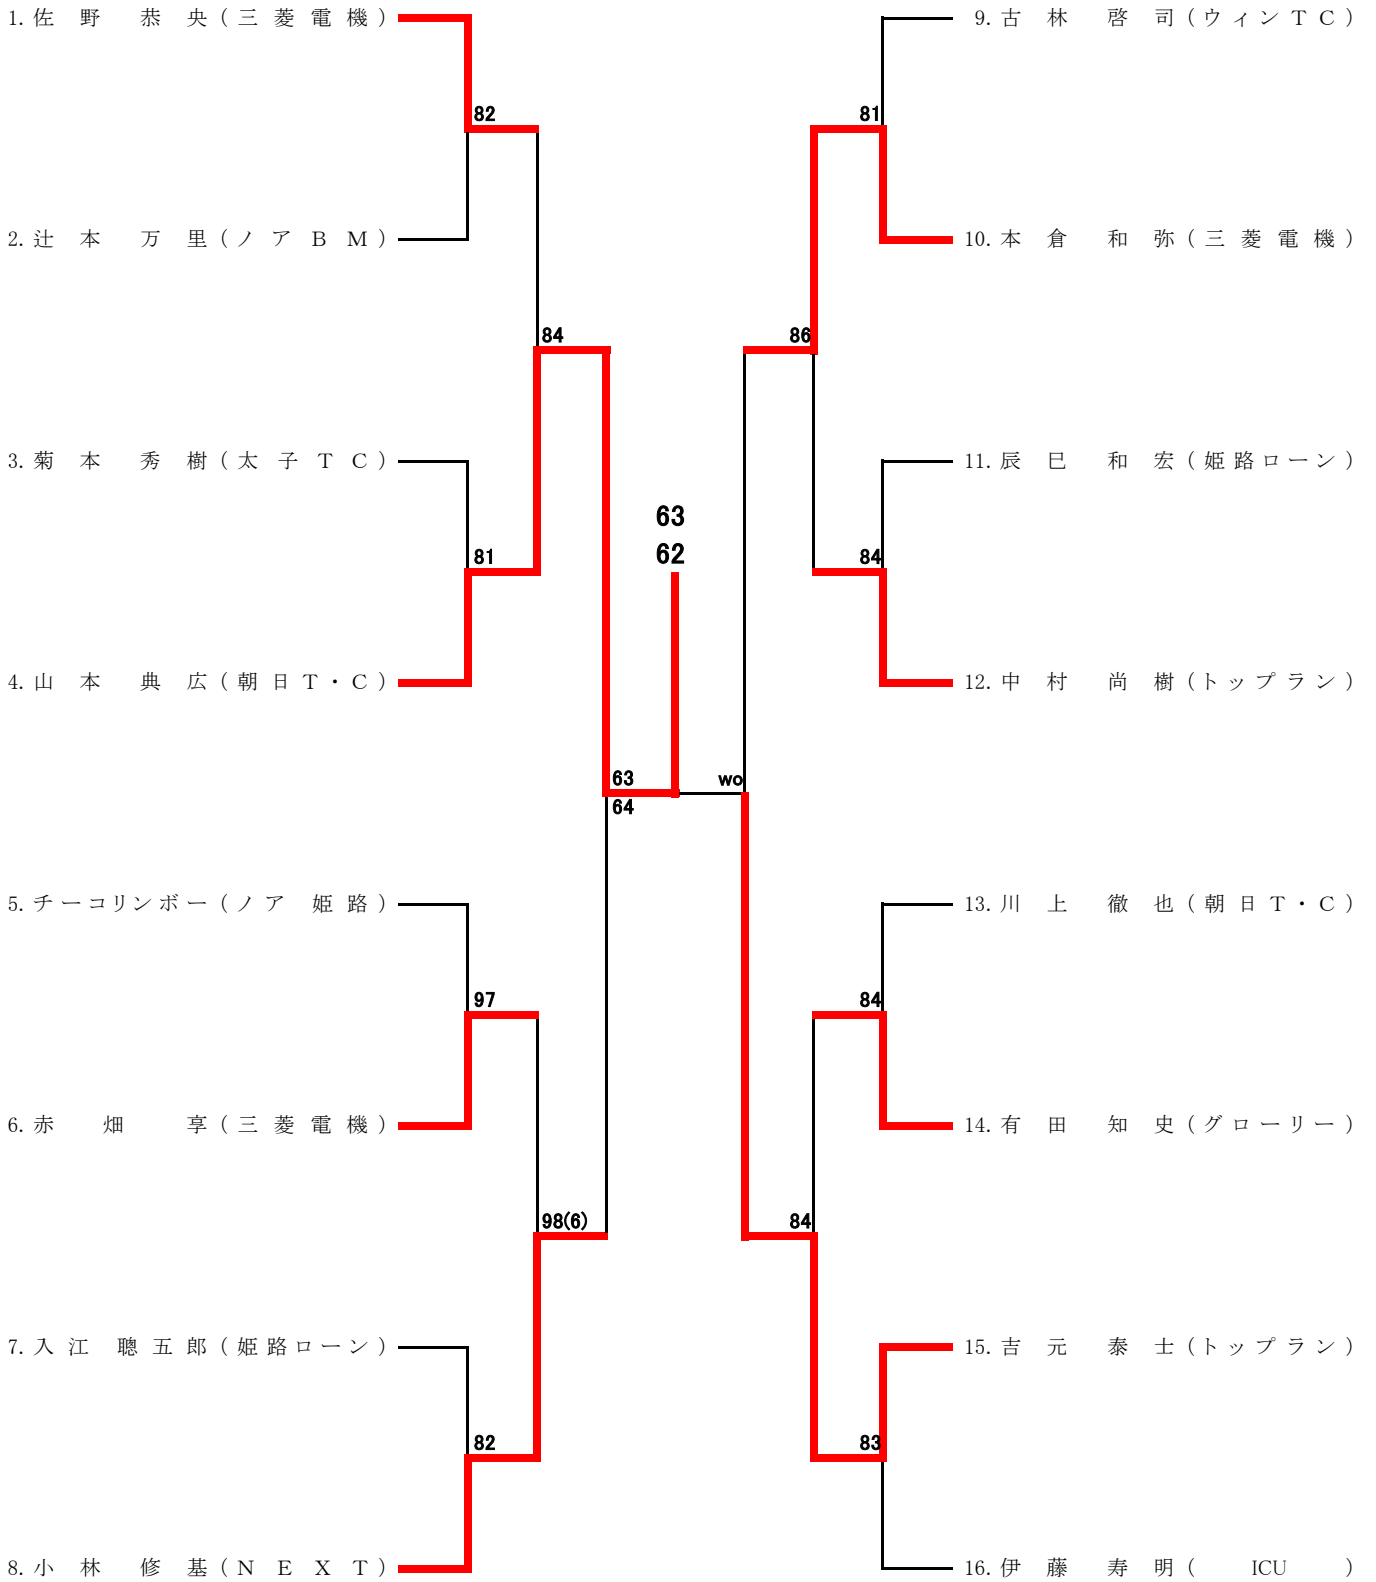 1. 佐野 恭央 (三菱電機)
82
2. 辻本 万里 (ノアBM)
84
3. 菊本 秀樹 (太子TC)
81
4. 山本 典広 (朝日T・C)
63
64
5. チーコリンボー (ノア 姫路)
97
6. 赤畑 享 (三菱電機)
98(6)
7. 入江 聰五郎 (姫路ローン)
82
8. 小林 修基 (NEXT)
63
62
9. 古林 啓司 (ウィンTC)
81
10. 本倉 和弥 (三菱電機)
86
11. 辰巳 和宏 (姫路ローン)
84
12. 中村 尚樹 (トップラン)
wo
13. 川上 徹也 (朝日T・C)
84
14. 有田 知史 (グローリー)
84
15. 吉元 泰士 (トップラン)
83
16. 伊藤 寿明 ( ICU )